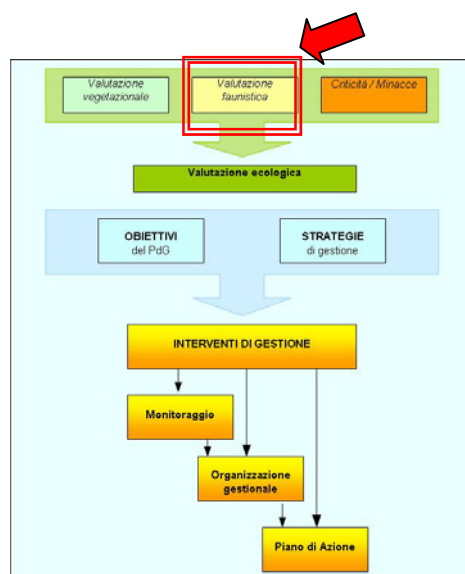 Valutazione
vegetazionale
Valutazione
faunistica
Criticità / Minacce
Valutazione ecologica
OBIETTIVI
del PdG
STRATEGIE
di gestione
INTERVENTI DI GESTIONE
Monitoraggio
Organizzazione
gestionale
Piano di Azione